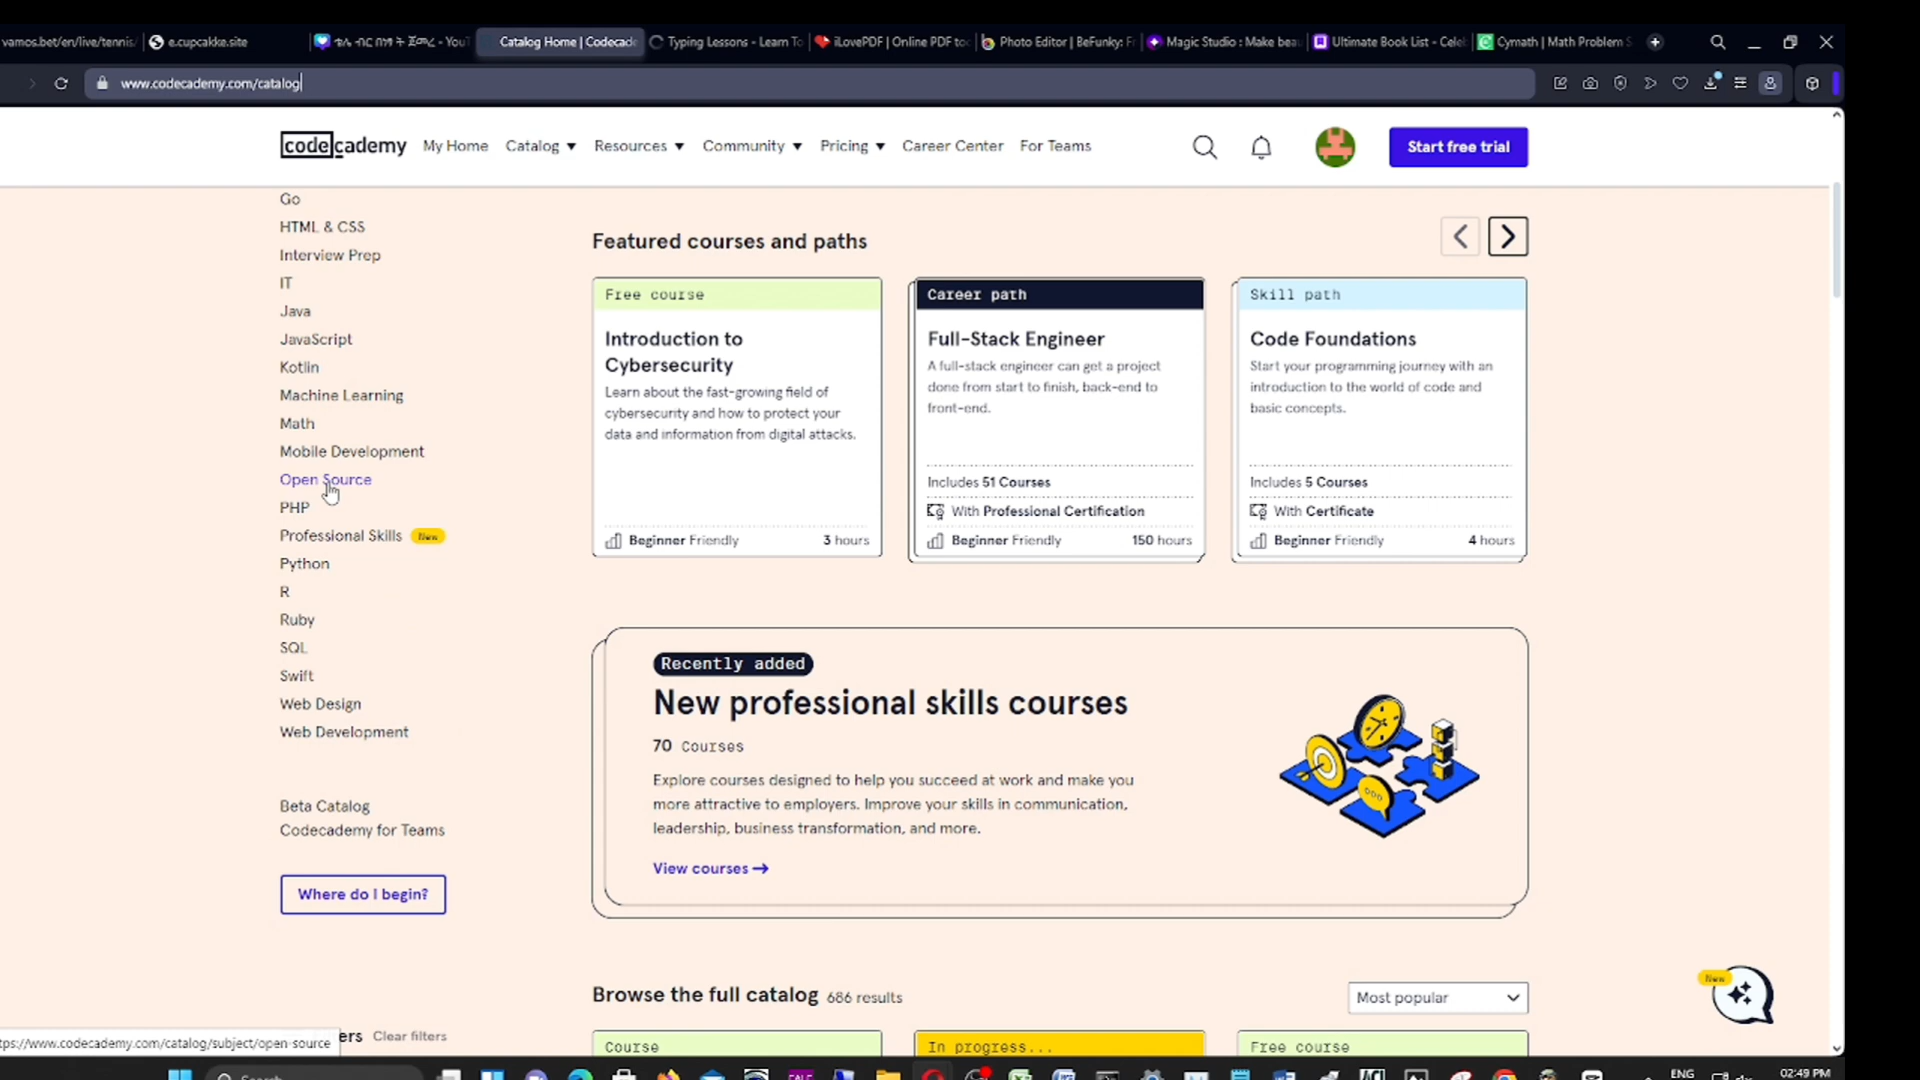 vamos.bet/en/live/tennis/
e.cupcakke.site
Catalog Home | Codecade
Typing Lessons - Learn To
iLovePDF | Online PDF to
Photo Editor | BeFunky: F
Magic Studio : Make beau
Ultimate Book List - Cele
Cymath | Math Problem S
www.codecademy.com/catalog
codecademy My Home Catalog Resources Community Pricing Career Center For Teams Start free trial
Go
HTML & CSS
Interview Prep
IT
Java
JavaScript
Kotlin
Machine Learning
Math
Mobile Development
Open Source
PHP
Professional Skills New
Python
R
Ruby
SQL
Swift
Web Design
Web Development
Beta Catalog
Codecademy for Teams
Where do I begin?
Featured courses and paths
Free course
Introduction to
Cybersecurity
Learn about the fast-growing field of
cybersecurity and how to protect your
data and information from digital attacks.
Beginner Friendly 3 hours
Career path
Full-Stack Engineer
A full-stack engineer can get a project
done from start to finish, back-end to
front-end.
Includes 51 Courses
With Professional Certification
Beginner Friendly 150 hours
Skill path
Code Foundations
Start your programming journey with an
introduction to the world of code and
basic concepts.
Includes 5 Courses
With Certificate
Beginner Friendly 4 hours
Recently added
New professional skills courses
70 Courses
Explore courses designed to help you succeed at work and make you
more attractive to employers. Improve your skills in communication,
leadership, business transformation, and more.
View courses
New
Browse the full catalog 686 results
Most popular
ers Clear filters
tps://www.codecademy.com/catalog/subject/open-source
Course
In progress...
Free course
Search
ENG
02:49 PM